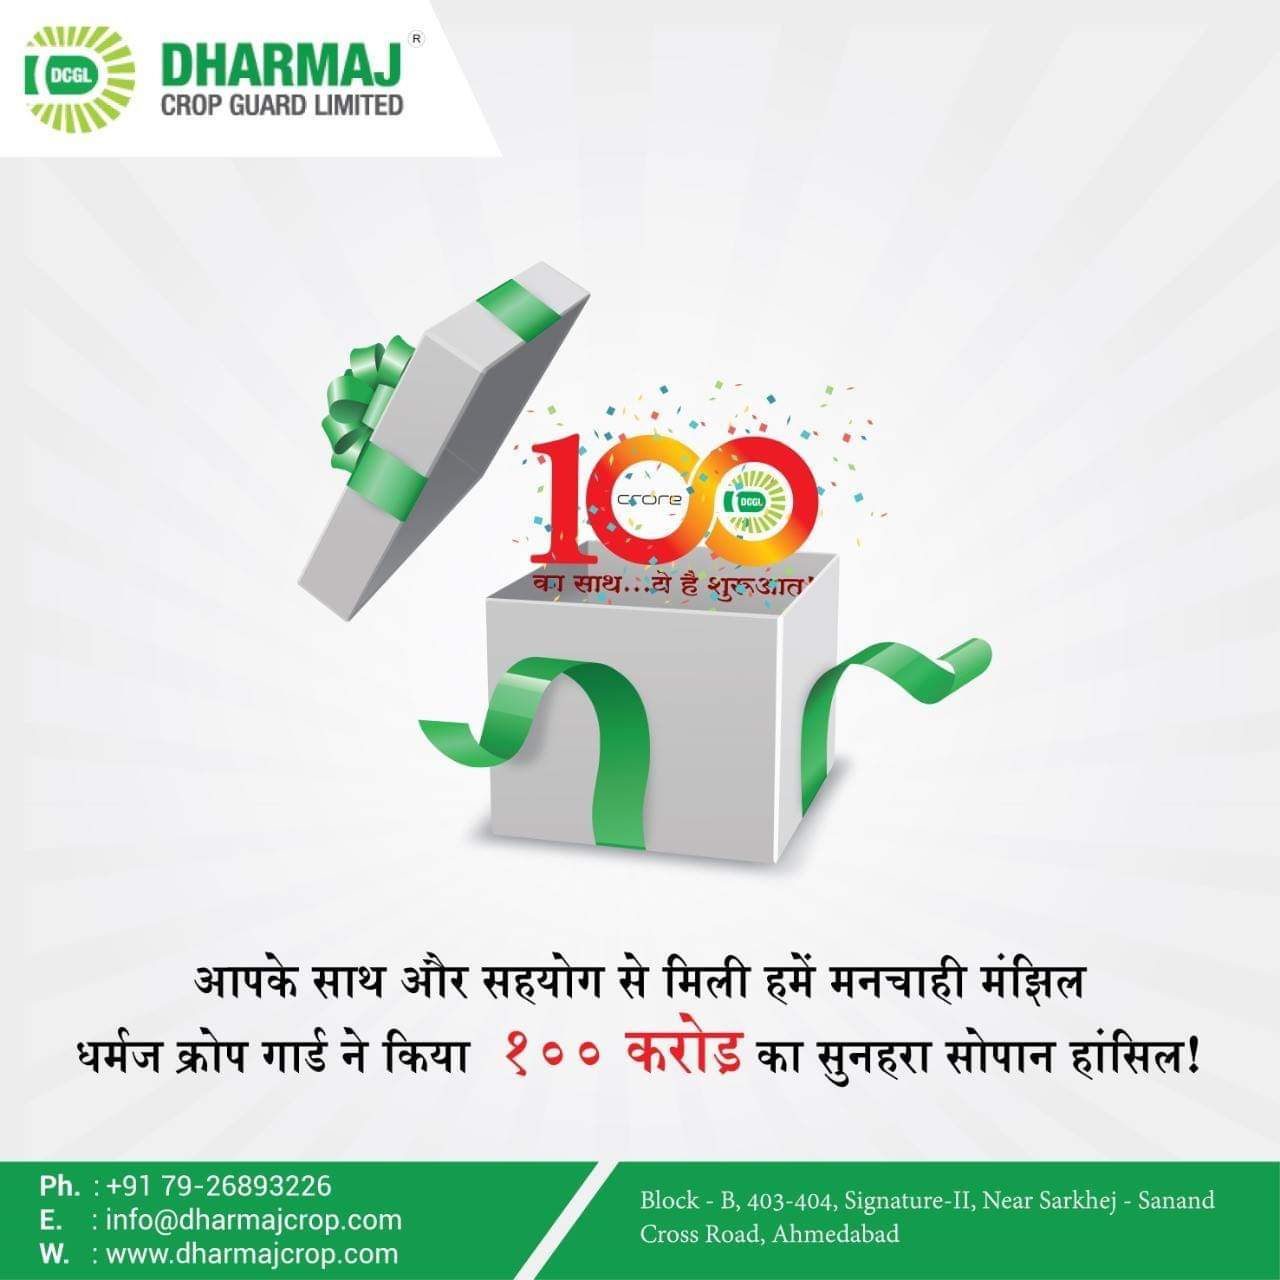 DCGL
DHARMAJ®
CROP GUARD LIMITED
100
crore
DCGL
का साथ...टो है शुरूआत!
आपके साथ और सहयोग से मिली हमें मनचाही मंझिल
धर्मज क्रोप गार्ड ने किया १०० करोड़ का सुनहरा सोपान हांसिल!
Ph. : +91 79-26893226
E. : info@dharmajcrop.com
W. : www.dharmajcrop.com
Block - B, 403-404, Signature-II, Near Sarkhej - Sanand
Cross Road, Ahmedabad